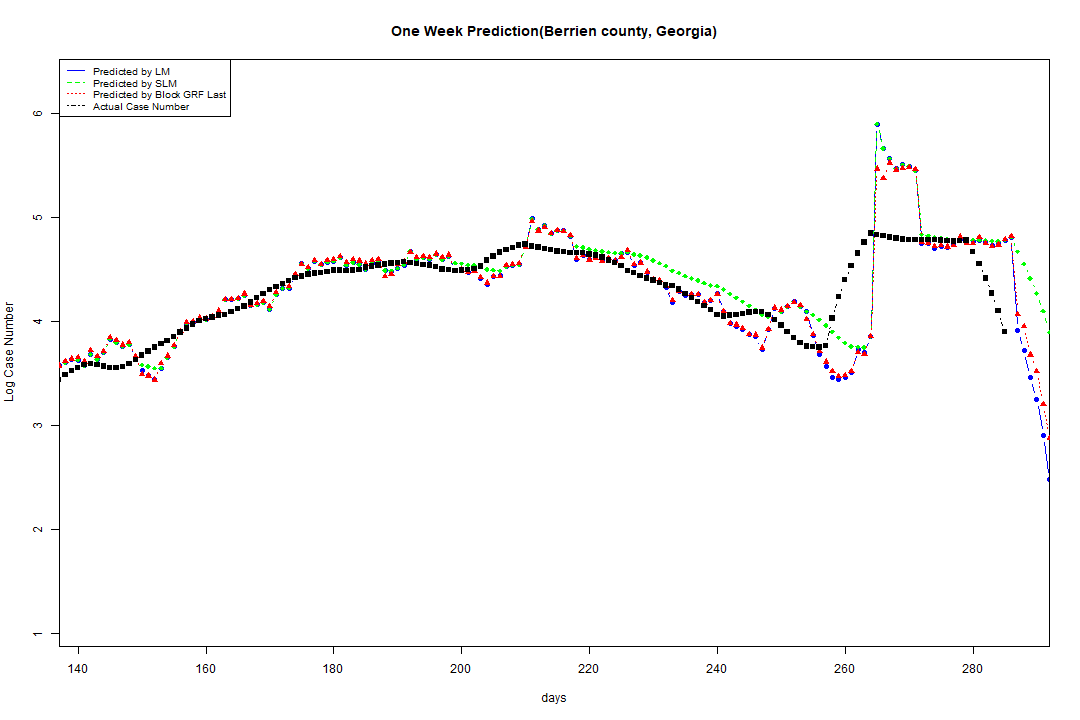 One Week Prediction(Berrien county, Georgia)
Predicted by LM
Predicted by SLM
Predicted by Block GRF Last
Actual Case Number
6
5
4
3
2
1
Log Case Number
140 160 180 200 220 240 260 280
days